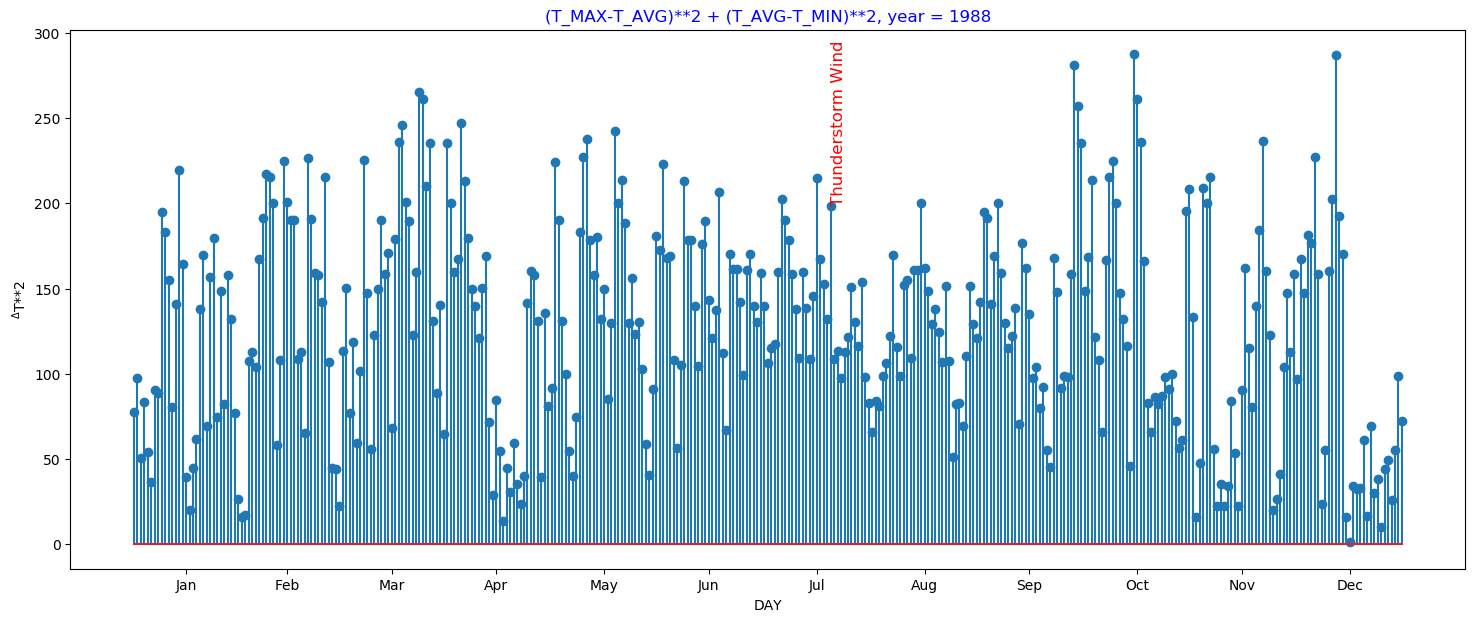 (T_MAX-T_AVG)**2 + (T_AVG-T_MIN)**2, year = 1988
300
250
200
150
100
50
0
ΔT**2
Thunderstorm Wind
Jan Feb Mar Apr May Jun Jul Aug Sep Oct Nov Dec
DAY